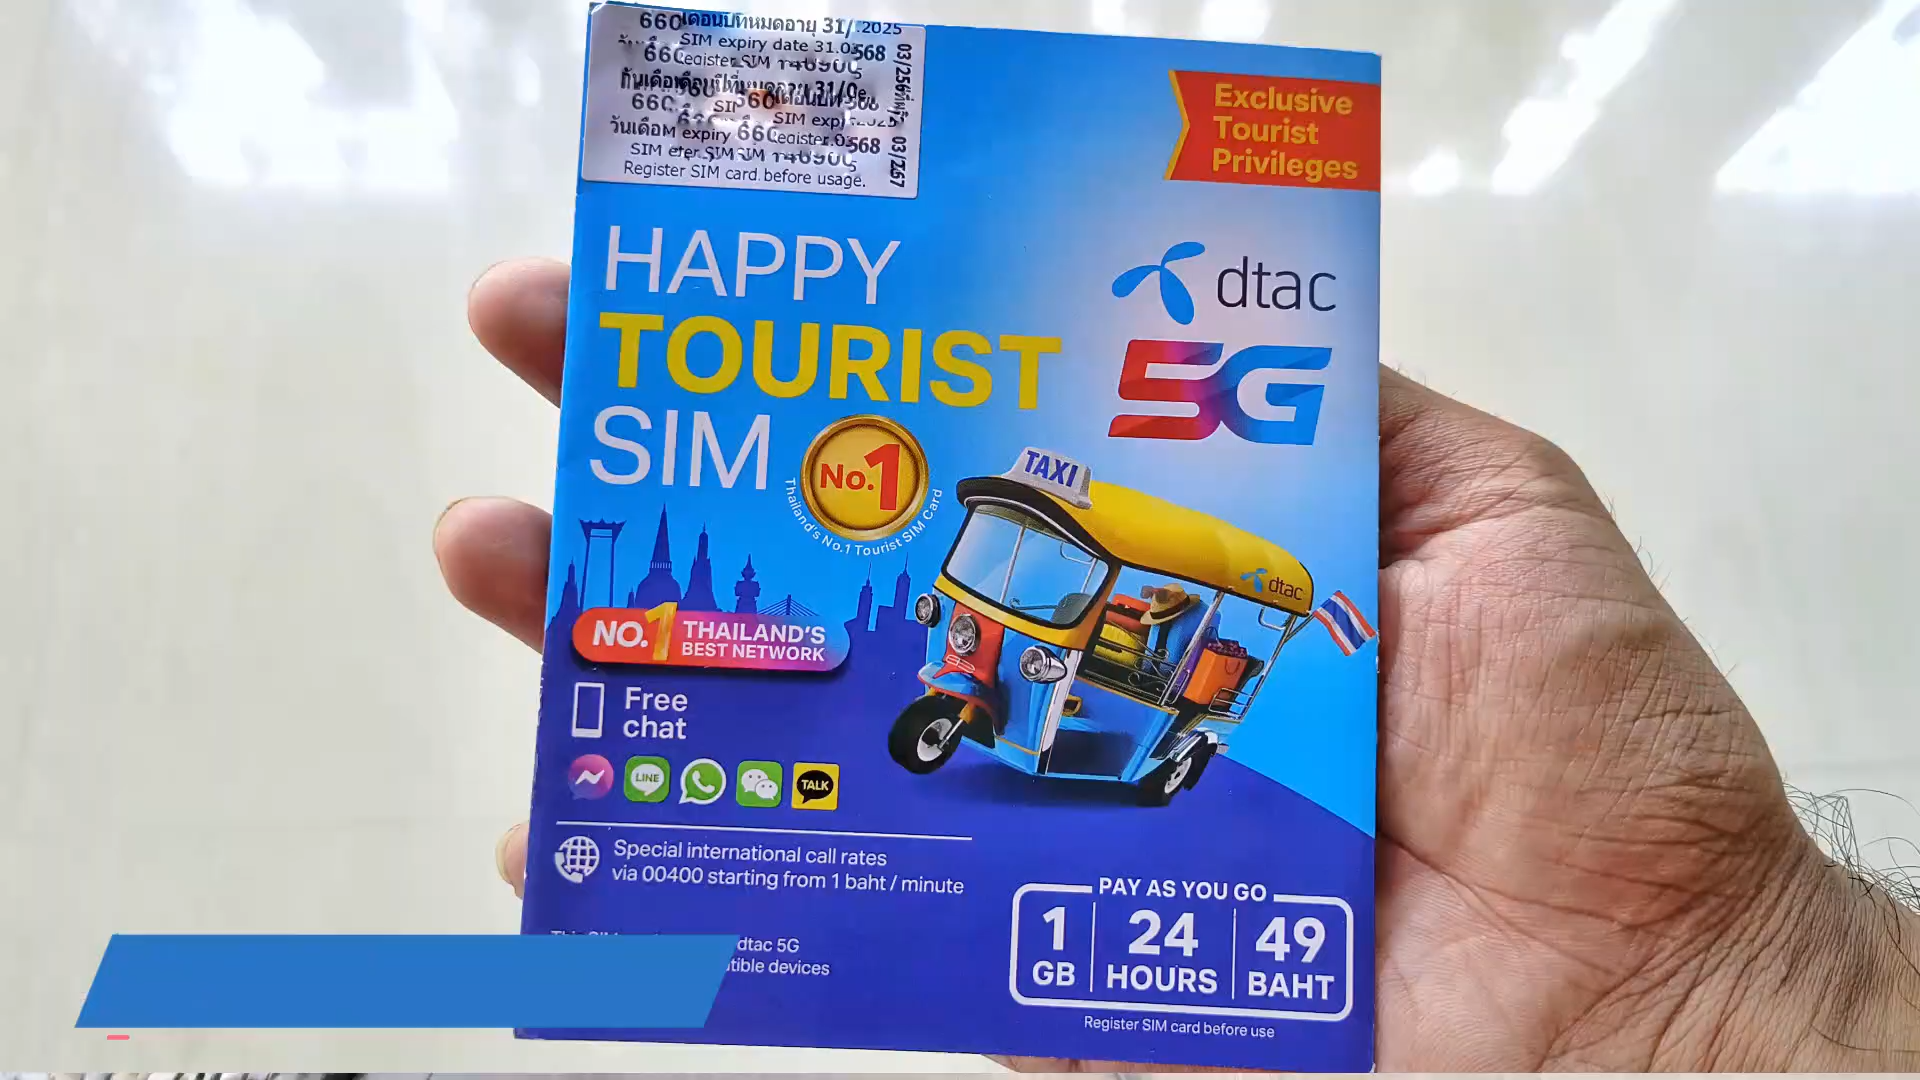 SIM expiry date 31.0
Register SIM card before usage.
Exclusive
Tourist
Privileges
HAPPY
TOURIST
SIM
dtac
5G
No.1
Thailand's No.1 Tourist SIM Card
TAXI
dtac
NO.1 THAILAND'S
BEST NETWORK
Free
chat
LINE
TALK
Special international call rates
via 00400 starting from 1 baht / minute
dtac 5G
devices
PAY AS YOU GO
1 24 49
GB HOURS BAHT
Register SIM card before use